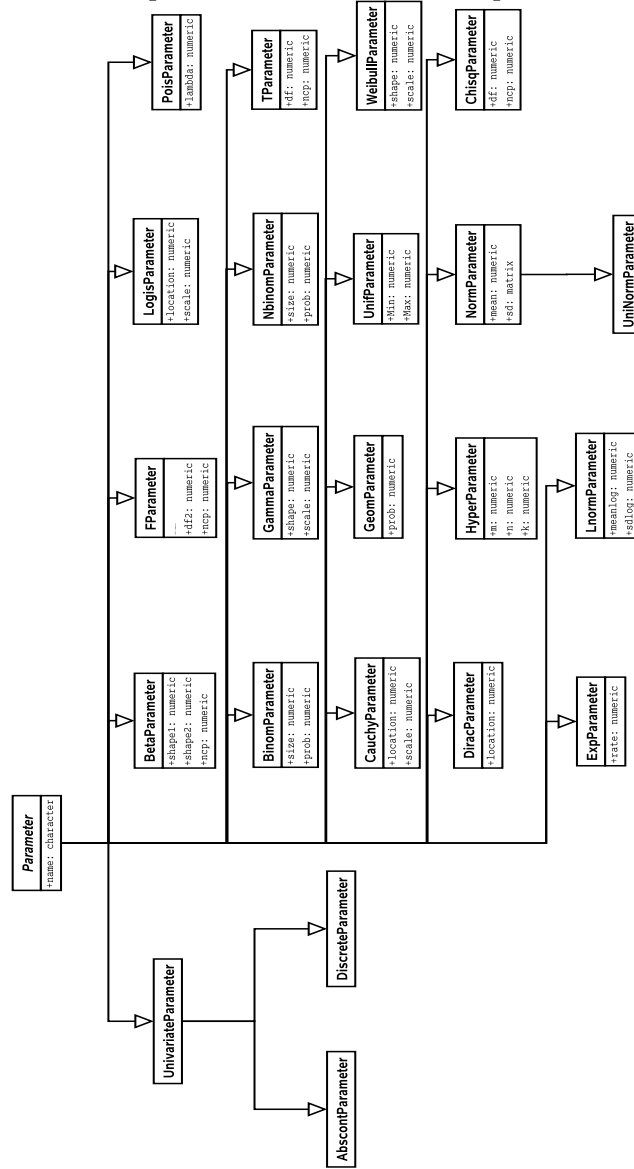 Parameter
+name: character
UnivariateParameter
AbscontParameter
DiscreteParameter
BetaParameter
+shape1: numeric
+shape2: numeric
+ncp: numeric
FParameter
+df2: numeric
+ncp: numeric
LogisParameter
+location: numeric
+scale: numeric
PoisParameter
+lambda: numeric
BinomParameter
+size: numeric
+prob: numeric
GammaParameter
+shape: numeric
+scale: numeric
NbinomParameter
+size: numeric
+prob: numeric
TParameter
+df: numeric
+ncp: numeric
CauchyParameter
+location: numeric
+scale: numeric
GeomParameter
+prob: numeric
UnifParameter
+Min: numeric
+Max: numeric
WeibullParameter
+shape: numeric
+scale: numeric
DiracParameter
+location: numeric
HyperParameter
+m: numeric
+n: numeric
+k: numeric
NormParameter
+mean: numeric
+sd: matrix
ChisqParameter
+df: numeric
+ncp: numeric
ExpParameter
+rate: numeric
LnormParameter
+meanlog: numeric
+sdlog: numeric
UniNormParameter